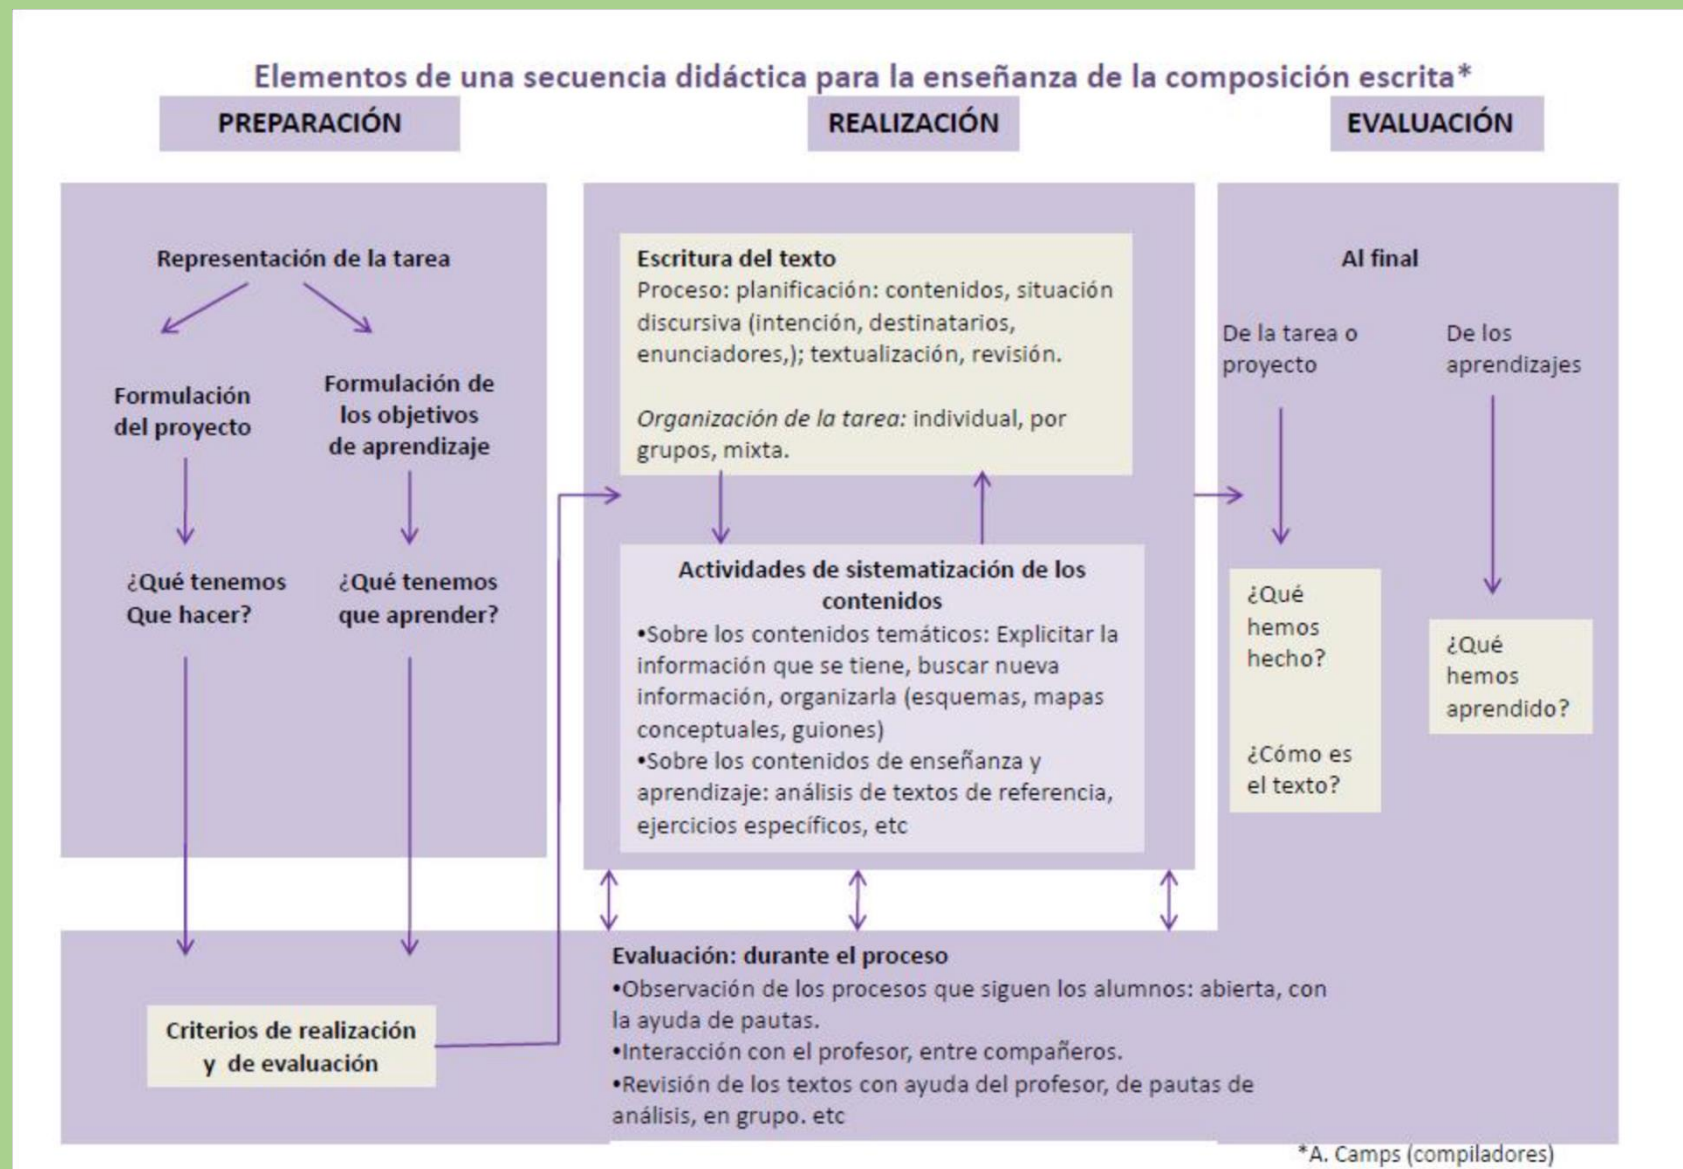 Elementos de una secuencia didáctica para la enseñanza de la composición escrita*
PREPARACIÓN
REALIZACIÓN
EVALUACIÓN
Representación de la tarea
Formulación
del proyecto
Formulación de
los objetivos
de aprendizaje
¿Qué tenemos
Que hacer?
¿Qué tenemos
que aprender?
Criterios de realización
y de evaluación
Escritura del texto
Proceso: planificación: contenidos, situación
discursiva (intención, destinatarios,
enunciadores,); textualización, revisión.
Organización de la tarea: individual, por
grupos, mixta.
Actividades de sistematización de los
contenidos
•Sobre los contenidos temáticos: Explicitar la
información que se tiene, buscar nueva
información, organizarla (esquemas, mapas
conceptuales, guiones)
•Sobre los contenidos de enseñanza y
aprendizaje: análisis de textos de referencia,
ejercicios específicos, etc
Evaluación: durante el proceso
•Observación de los procesos que siguen los alumnos: abierta, con
la ayuda de pautas.
•Interacción con el profesor, entre compañeros.
•Revisión de los textos con ayuda del profesor, de pautas de
análisis, en grupo. etc
Al final
De la tarea o
proyecto
De los
aprendizajes
¿Qué
hemos
hecho?
¿Cómo es
el texto?
¿Qué
hemos
aprendido?
*A. Camps (compiladores)